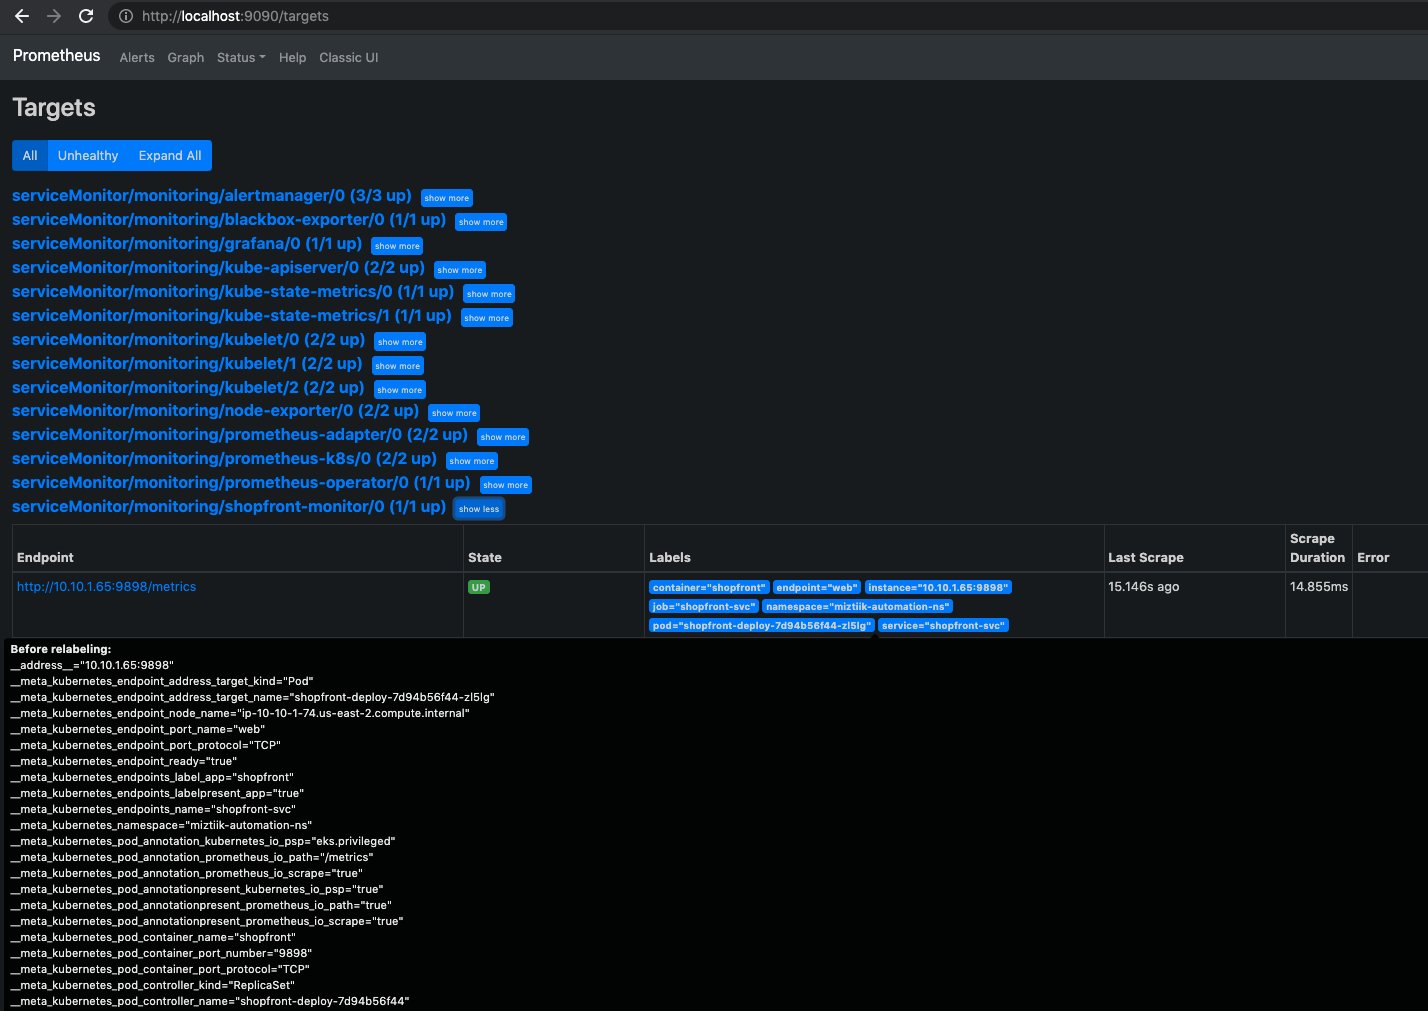 http://localhost:9090/targets
Prometheus Alerts Graph Status Help Classic UI
Targets
All Unhealthy Expand All
serviceMonitor/monitoring/alertmanager/0 (3/3 up) show more
serviceMonitor/monitoring/blackbox-exporter/0 (1/1 up) show more
serviceMonitor/monitoring/grafana/0 (1/1 up) show more
serviceMonitor/monitoring/kube-apiserver/0 (2/2 up) show more
serviceMonitor/monitoring/kube-state-metrics/0 (1/1 up) show more
serviceMonitor/monitoring/kube-state-metrics/1 (1/1 up) show more
serviceMonitor/monitoring/kubelet/0 (2/2 up) show more
serviceMonitor/monitoring/kubelet/1 (2/2 up) show more
serviceMonitor/monitoring/kubelet/2 (2/2 up) show more
serviceMonitor/monitoring/node-exporter/0 (2/2 up) show more
serviceMonitor/monitoring/prometheus-adapter/0 (2/2 up) show more
serviceMonitor/monitoring/prometheus-k8s/0 (2/2 up) show more
serviceMonitor/monitoring/prometheus-operator/0 (1/1 up) show more
serviceMonitor/monitoring/shopfront-monitor/0 (1/1 up) show less
Endpoint State Labels Last Scrape Scrape Duration Error
http://10.10.1.65:9898/metrics UP container="shopfront" endpoint="web" instance="10.10.1.65:9898" 15.146s ago 14.855ms
job="shopfront-svc" namespace="miztiik-automation-ns"
pod="shopfront-deploy-7d94b56f44-zl5lg" service="shopfront-svc"
Before relabeling:
__address__="10.10.1.65:9898"
__meta_kubernetes_endpoint_address_target_kind="Pod"
__meta_kubernetes_endpoint_address_target_name="shopfront-deploy-7d94b56f44-zl5lg"
__meta_kubernetes_endpoint_node_name="ip-10-10-1-74.us-east-2.compute.internal"
__meta_kubernetes_endpoint_port_name="web"
__meta_kubernetes_endpoint_port_protocol="TCP"
__meta_kubernetes_endpoint_ready="true"
__meta_kubernetes_endpoints_label_app="shopfront"
__meta_kubernetes_endpoints_labelpresent_app="true"
__meta_kubernetes_endpoints_name="shopfront-svc"
__meta_kubernetes_namespace="miztiik-automation-ns"
__meta_kubernetes_pod_annotation_kubernetes_io_psp="eks.privileged"
__meta_kubernetes_pod_annotation_prometheus_io_path="/metrics"
__meta_kubernetes_pod_annotation_prometheus_io_scrape="true"
__meta_kubernetes_pod_annotationpresent_kubernetes_io_psp="true"
__meta_kubernetes_pod_annotationpresent_prometheus_io_path="true"
__meta_kubernetes_pod_annotationpresent_prometheus_io_scrape="true"
__meta_kubernetes_pod_container_name="shopfront"
__meta_kubernetes_pod_container_port_number="9898"
__meta_kubernetes_pod_container_port_protocol="TCP"
__meta_kubernetes_pod_controller_kind="ReplicaSet"
__meta_kubernetes_pod_controller_name="shopfront-deploy-7d94b56f44"